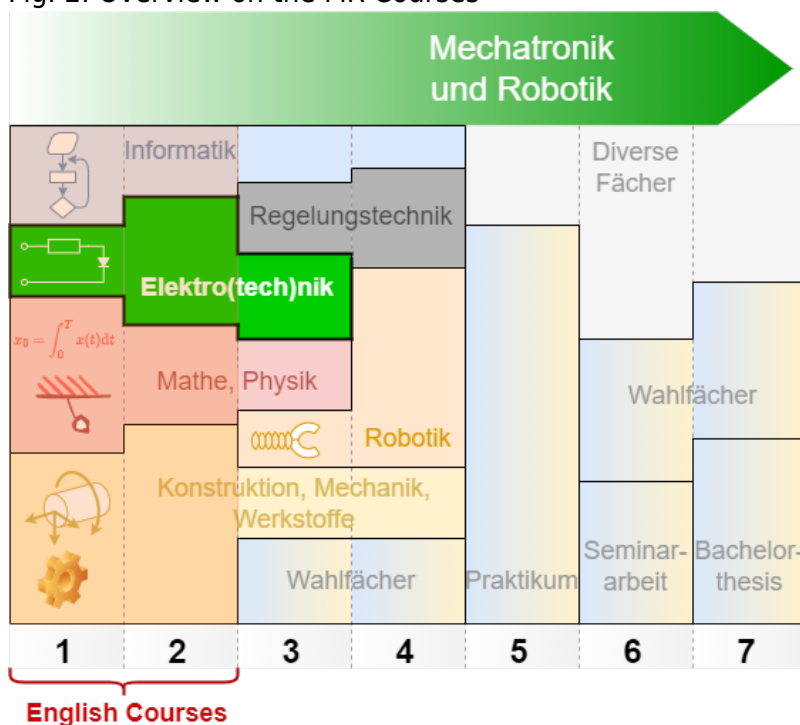 Fig. 2: Overview on the MR Courses
Mechatronik
und Robotik
Informatik
Diverse
Fächer
Regelungstechnik
Elektro(tech)nik
x₀ = ∫₀ᵀ x(t)dt
Mathe, Physik
Wahlfächer
Robotik
Konstruktion, Mechanik,
Werkstoffe
Wahlfächer
Praktikum
Seminar-
arbeit
Bachelor-
thesis
1 2 3 4 5 6 7
English Courses